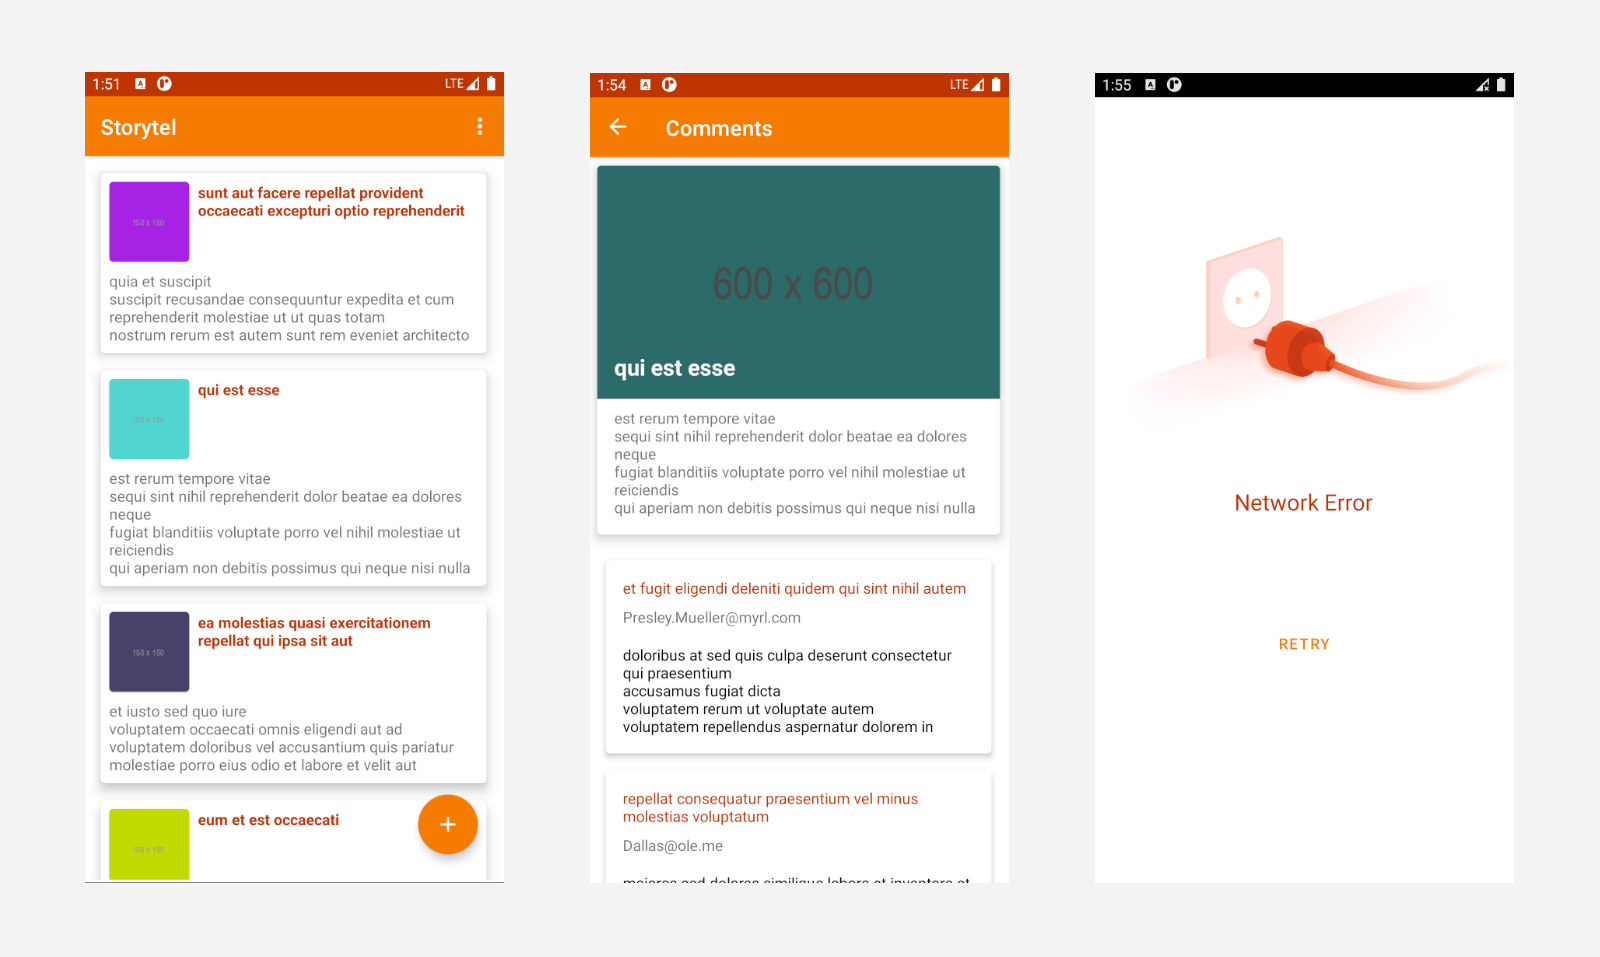 1:51
LTE
Storytel
150 x 150
sunt aut facere repellat provident
occaecati excepturi optio reprehenderit
quia et suscipit
suscipit recusandae consequuntur expedita et cum
reprehenderit molestiae ut ut quas totam
nostrum rerum est autem sunt rem eveniet architecto
150 x 150
qui est esse
est rerum tempore vitae
sequi sint nihil reprehenderit dolor beatae ea dolores
neque
fugiat blanditiis voluptate porro vel nihil molestiae ut
reiciendis
qui aperiam non debitis possimus qui neque nisi nulla
150 x 150
ea molestias quasi exercitationem
repellat qui ipsa sit aut
et iusto sed quo iure
voluptatem occaecati omnis eligendi aut ad
voluptatem doloribus vel accusantium quis pariatur
molestiae porro eius odio et labore et velit aut
150 x 150
eum et est occaecati
+
1:54
LTE
Comments
600 x 600
qui est esse
est rerum tempore vitae
sequi sint nihil reprehenderit dolor beatae ea dolores
neque
fugiat blanditiis voluptate porro vel nihil molestiae ut
reiciendis
qui aperiam non debitis possimus qui neque nisi nulla
et fugit eligendi deleniti quidem qui sint nihil autem
Presley.Mueller@myrl.com
doloribus at sed quis culpa deserunt consectetur
qui praesentium
accusamus fugiat dicta
voluptatem rerum ut voluptate autem
voluptatem repellendus aspernatur dolorem in
repellat consequatur praesentium vel minus
molestias voluptatum
Dallas@ole.me
maiores sed dolores similique labore et inventore et
1:55
Network Error
RETRY